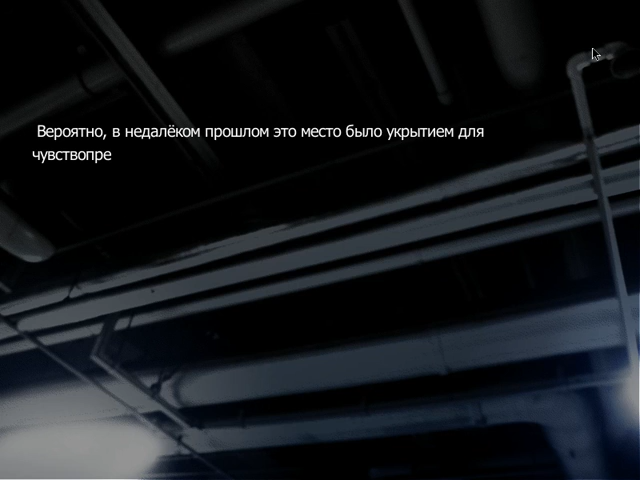 Вероятно, в недалёком прошлом это место было укрытием для
чувствопре